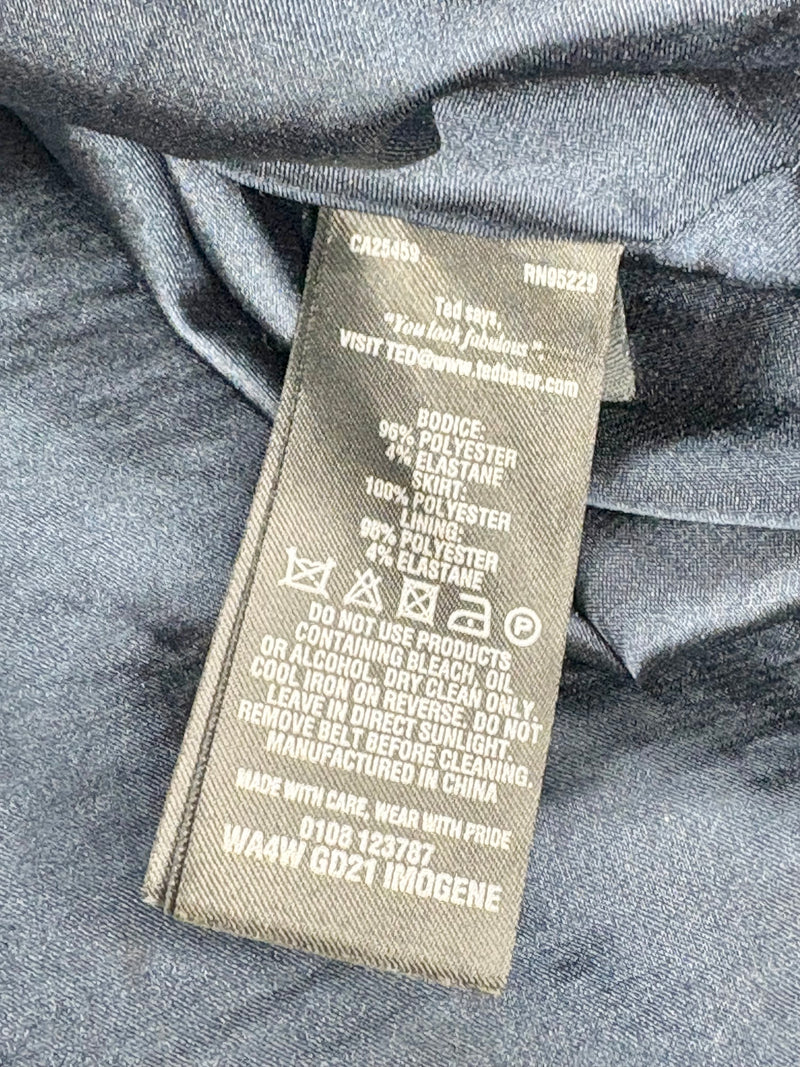 CA25459
RN95229
Ted says,
"You look fabulous".
VISIT TED@www.tedbaker.com
BODICE:
96% POLYESTER
4% ELASTANE
SKIRT:
100% POLYESTER
LINING:
96% POLYESTER
4% ELASTANE
P
DO NOT USE PRODUCTS
CONTAINING BLEACH, OIL
OR ALCOHOL. DRY CLEAN ONLY.
COOL IRON ON REVERSE. DO NOT
LEAVE IN DIRECT SUNLIGHT.
REMOVE BELT BEFORE CLEANING.
MANUFACTURED IN CHINA
MADE WITH CARE, WEAR WITH PRIDE
0108 123787
WA4W GD21 IMOGENE